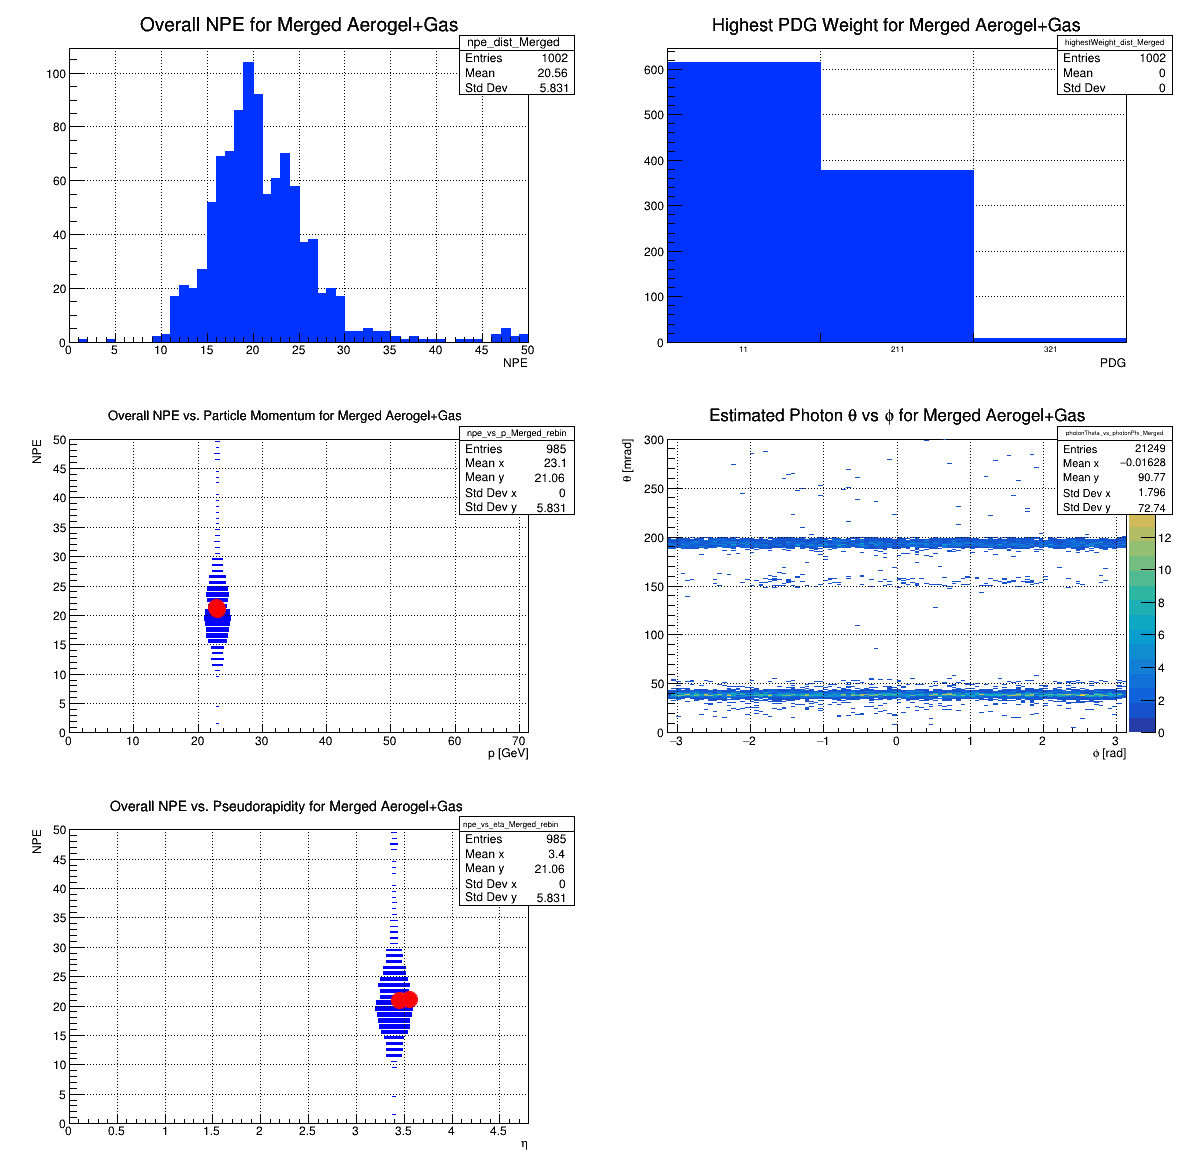 Overall NPE for Merged Aerogel+Gas
npe_dist_Merged
Entries 1002
Mean 20.56
Std Dev 5.831
100
80
60
40
20
0
0 5 10 15 20 25 30 35 40 45 50
NPE
Highest PDG Weight for Merged Aerogel+Gas
highestWeight_dist_Merged
Entries 1002
Mean 0
Std Dev 0
600
500
400
300
200
100
0
11 211 321
PDG
Overall NPE vs. Particle Momentum for Merged Aerogel+Gas
NPE
npe_vs_p_Merged_rebin
Entries 985
Mean x 23.1
Mean y 21.06
Std Dev x 0
Std Dev y 5.831
50
45
40
35
30
25
20
15
10
5
0
0 10 20 30 40 50 60 70
p [GeV]
Estimated Photon θ vs ϕ for Merged Aerogel+Gas
θ [mrad]
photonTheta_vs_photonPhi_Merged
Entries 21249
Mean x −0.01628
Mean y 90.77
Std Dev x 1.796
Std Dev y 72.74
300
250
200
150
100
50
0
−3 −2 −1 0 1 2 3
ϕ [rad]
12
10
8
6
4
2
0
Overall NPE vs. Pseudorapidity for Merged Aerogel+Gas
NPE
npe_vs_eta_Merged_rebin
Entries 985
Mean x 3.4
Mean y 21.06
Std Dev x 0
Std Dev y 5.831
50
45
40
35
30
25
20
15
10
5
0
0 0.5 1 1.5 2 2.5 3 3.5 4 4.5
η